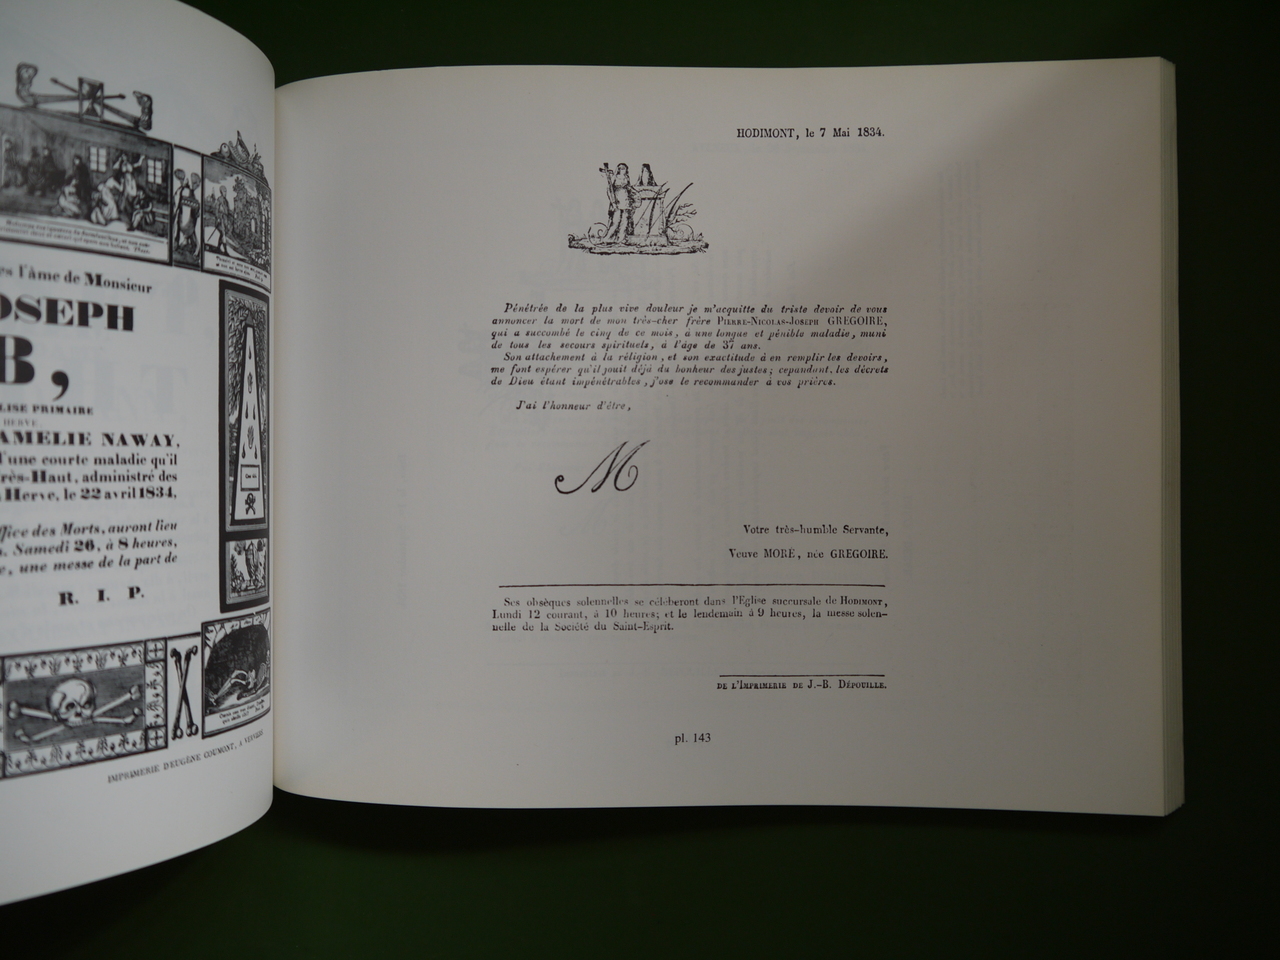 es l'âme de Monsieur
OSEPH
B,
LISE PRIMAIRE
HERVE.
AMELIE NAWAY,
d'une courte maladie qu'il
rès-Haut, administré des
Herve, le 22 avril 1834,
ffice des Morts, auront lieu
Samedi 26, à 8 heures,
e, une messe de la part de
R. I. P.
IMPRIMERIE D'EUGÈNE COUMONT, A
HODIMONT, le 7 Mai 1834.
Pénétrée de la plus vive douleur je m'acquitte du triste devoir de vous
annoncer la mort de mon très-cher frère PIERRE-NICOLAS-JOSEPH GREGOIRE,
qui a succombé le cinq de ce mois, à une longue et pénible maladie, muni
de tous les secours spirituels, à l'âge de 37 ans.
Son attachement à la réligion, et son exactitude à en remplir les devoirs,
me font espérer qu'il jouit déjà du bonheur des justes; cependant, les décrets
de Dieu étant impénétrables, j'ose le recommander à vos prières.
J'ai l'honneur d'être,
M
Votre très-humble Servante,
Veuve MORÉ, née GREGOIRE.
Ses obsèques solennelles se célèberont dans l'Eglise succursale de HODIMONT,
Lundi 12 courant, à 10 heures; et le lendemain à 9 heures, la messe solen-
nelle de la Société du Saint-Esprit.
DE L'IMPRIMERIE DE J.-B. DÉPOUILLE.
pl. 143